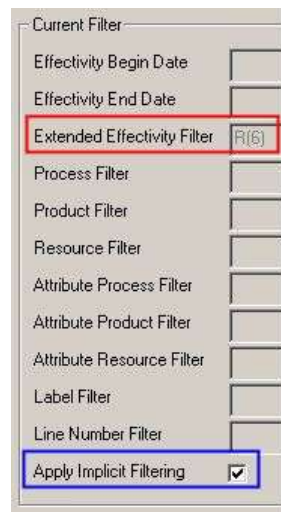 Current Filter
Effectivity Begin Date
Effectivity End Date
Extended Effectivity Filter R(6)
Process Filter
Product Filter
Resource Filter
Attribute Process Filter
Attribute Product Filter
Attribute Resource Filter
Label Filter
Line Number Filter
Apply Implicit Filtering